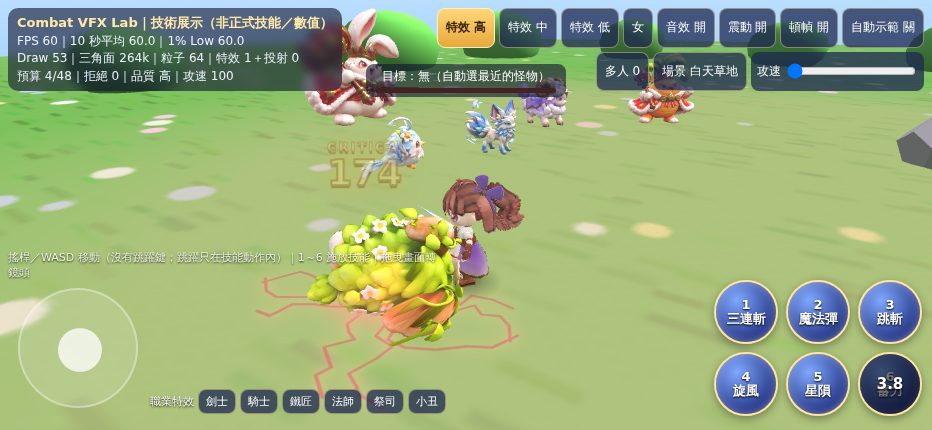 Combat VFX Lab｜技術展示（非正式技能／數值）
FPS 60｜10 秒平均 60.0｜1% Low 60.0
Draw 53｜三角面 264k｜粒子 64｜特效 1＋投射 0
預算 4/48｜拒絕 0｜品質 高｜攻速 100
特效 高
特效 中
特效 低
女
音效 開
震動 開
頓幀 開
自動示範 關
目標：無（自動選最近的怪物）
多人 0
場景 白天草地
攻速
CRITICAL
174
搖桿／WASD 移動（沒有跳躍鍵；跳躍只在技能動作內）｜1～6 施放技能｜拖曳畫面轉
鏡頭
1
三連斬
2
魔法彈
3
跳斬
4
旋風
5
星隕
6
3.8
蓄力
職業特效
劍士
騎士
鐵匠
法師
祭司
小丑